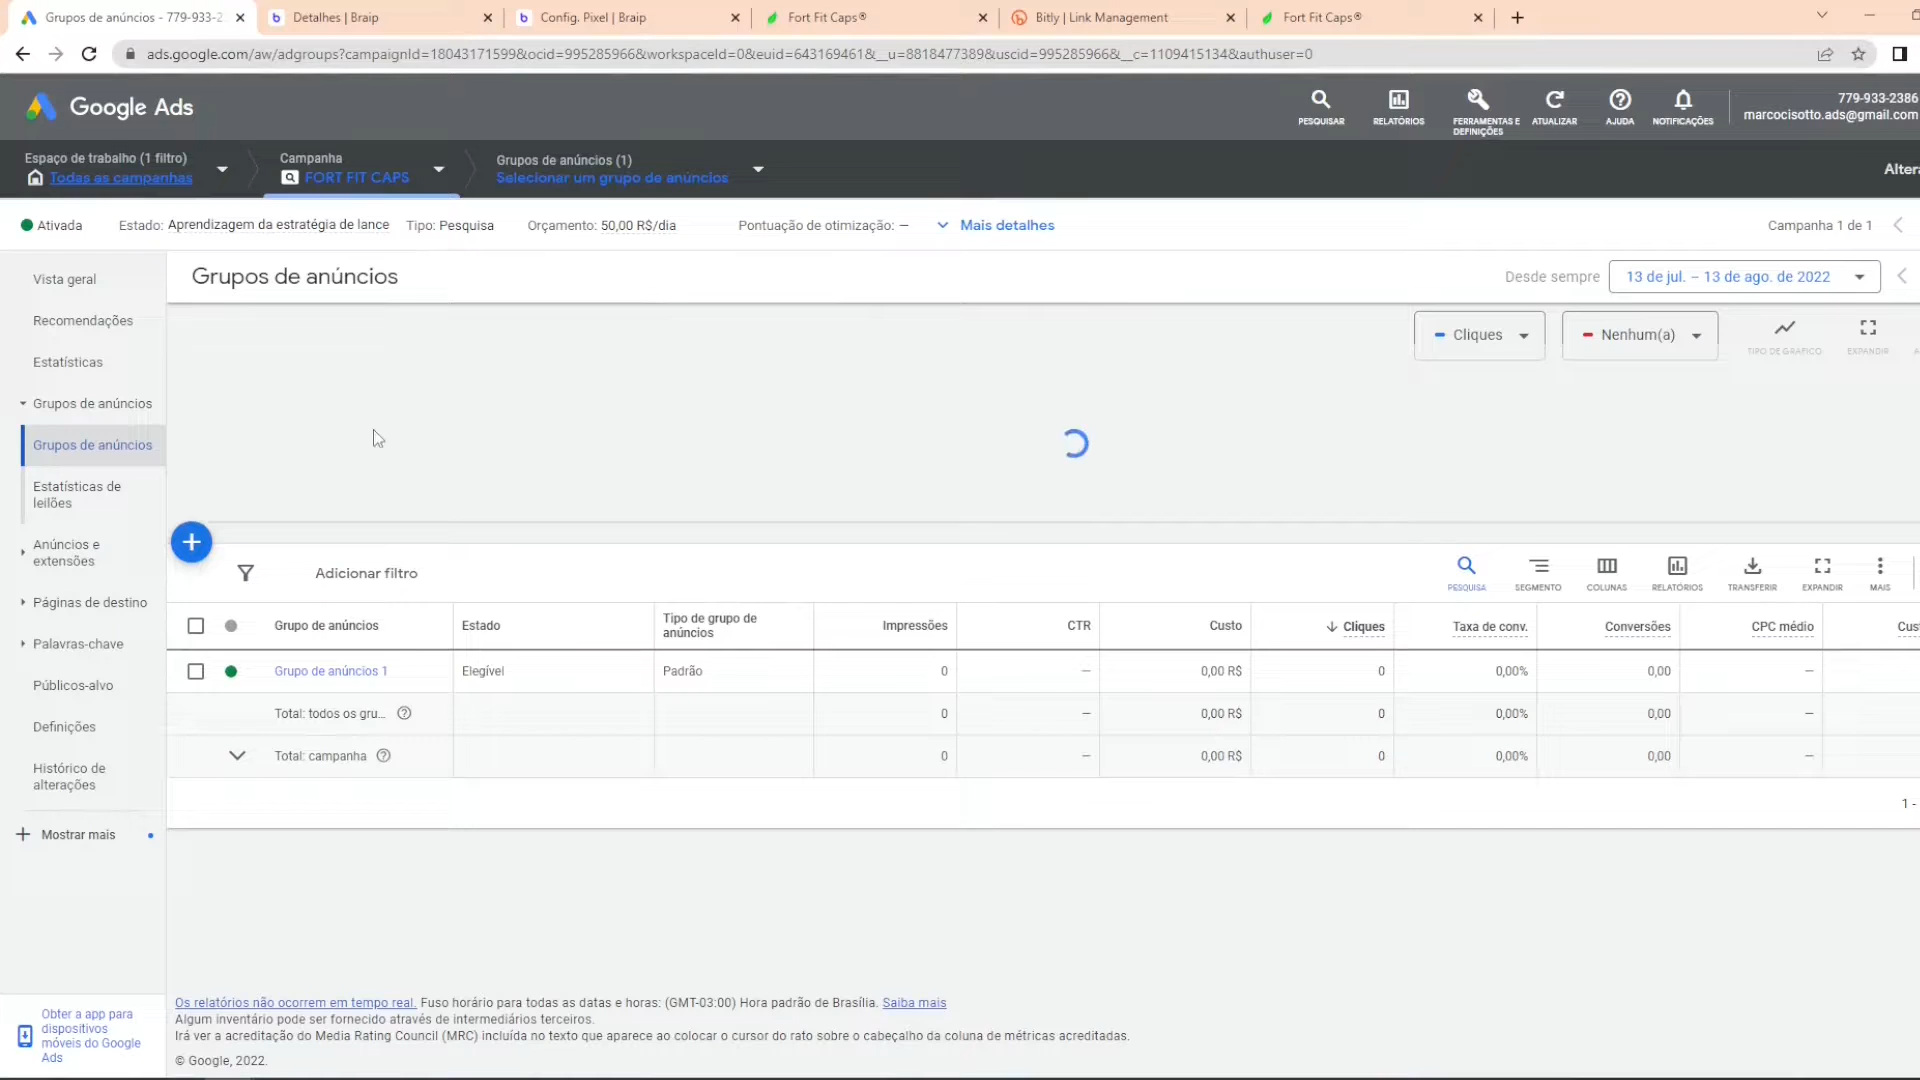 Grupos de anúncios - 779-933-2
Detalhes | Braip
Config. Pixel | Braip
Fort Fit Caps®
Bitly | Link Management
Fort Fit Caps®
ads.google.com/aw/adgroups?campaignId=18043171599&ocid=995285966&workspaceId=0&euid=643169461&__u=8818477389&uscid=995285966&__c=1109415134&authuser=0
Google Ads
PESQUISAR
RELATÓRIOS
FERRAMENTAS E DEFINIÇÕES
ATUALIZAR
AJUDA
NOTIFICAÇÕES
779-933-2386
marcocisotto.ads@gmail.com
Espaço de trabalho (1 filtro)
Todas as campanhas
Campanha
FORT FIT CAPS
Grupos de anúncios (1)
Selecionar um grupo de anúncios
Altera
Ativada
Estado: Aprendizagem da estratégia de lance
Tipo: Pesquisa
Orçamento: 50,00 R$/dia
Pontuação de otimização: —
Mais detalhes
Campanha 1 de 1
Vista geral
Recomendações
Estatísticas
Grupos de anúncios
Grupos de anúncios
Estatísticas de
leilões
Anúncios e
extensões
Páginas de destino
Palavras-chave
Públicos-alvo
Definições
Histórico de
alterações
Mostrar mais
Obter a app para
dispositivos
móveis do Google
Ads
Grupos de anúncios
Desde sempre
13 de jul. – 13 de ago. de 2022
Cliques
Nenhum(a)
TIPO DE GRÁFICO
EXPANDIR
Adicionar filtro
PESQUISA
SEGMENTO
COLUNAS
RELATÓRIOS
TRANSFERIR
EXPANDIR
MAIS
Grupo de anúncios Estado Tipo de grupo de anúncios Impressões CTR Custo Cliques Taxa de conv. Conversões CPC médio Cust
Grupo de anúncios 1 Elegível Padrão 0 — 0,00 R$ 0 0,00% 0,00 —
Total: todos os gru... 0 — 0,00 R$ 0 0,00% 0,00 —
Total: campanha 0 — 0,00 R$ 0 0,00% 0,00 —
1 -
Os relatórios não ocorrem em tempo real. Fuso horário para todas as datas e horas: (GMT-03:00) Hora padrão de Brasília. Saiba mais
Algum inventário pode ser fornecido através de intermediários terceiros.
Irá ver a acreditação do Media Rating Council (MRC) incluída no texto que aparece ao colocar o cursor do rato sobre o cabeçalho da coluna de métricas acreditadas.
© Google, 2022.